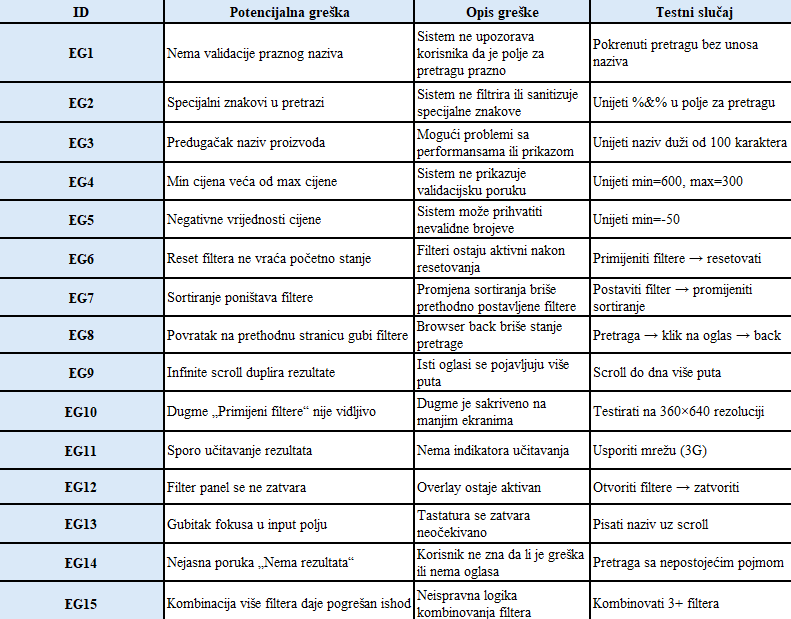 ID Potencijalna greška Opis greške Testni slučaj
EG1 Nema validacije praznog naziva Sistem ne upozorava korisnika da je polje za pretragu prazno Pokrenuti pretragu bez unosa naziva
EG2 Specijalni znakovi u pretrazi Sistem ne filtrira ili sanitizuje specijalne znakove Unijeti %&% u polje za pretragu
EG3 Predugačak naziv proizvoda Mogući problemi sa performansama ili prikazom Unijeti naziv duži od 100 karaktera
EG4 Min cijena veća od max cijene Sistem ne prikazuje validacijsku poruku Unijeti min=600, max=300
EG5 Negativne vrijednosti cijene Sistem može prihvatiti nevalidne brojeve Unijeti min=-50
EG6 Reset filtera ne vraća početno stanje Filteri ostaju aktivni nakon resetovanja Primijeniti filtere → resetovati
EG7 Sortiranje poništava filtere Promjena sortiranja briše prethodno postavljene filtere Postaviti filter → promijeniti sortiranje
EG8 Povratak na prethodnu stranicu gubi filtere Browser back briše stanje pretrage Pretraga → klik na oglas → back
EG9 Infinite scroll duplira rezultate Isti oglasi se pojavljuju više puta Scroll do dna više puta
EG10 Dugme „Primijeni filtere“ nije vidljivo Dugme je sakriveno na manjim ekranima Testirati na 360×640 rezoluciji
EG11 Sporo učitavanje rezultata Nema indikatora učitavanja Usporiti mrežu (3G)
EG12 Filter panel se ne zatvara Overlay ostaje aktivan Otvoriti filtere → zatvoriti
EG13 Gubitak fokusa u input polju Tastatura se zatvara neočekivano Pisati naziv uz scroll
EG14 Nejasna poruka „Nema rezultata“ Korisnik ne zna da li je greška ili nema oglasa Pretraga sa nepostojećim pojmom
EG15 Kombinacija više filtera daje pogrešan ishod Neispravna logika kombinovanja filtera Kombinovati 3+ filtera